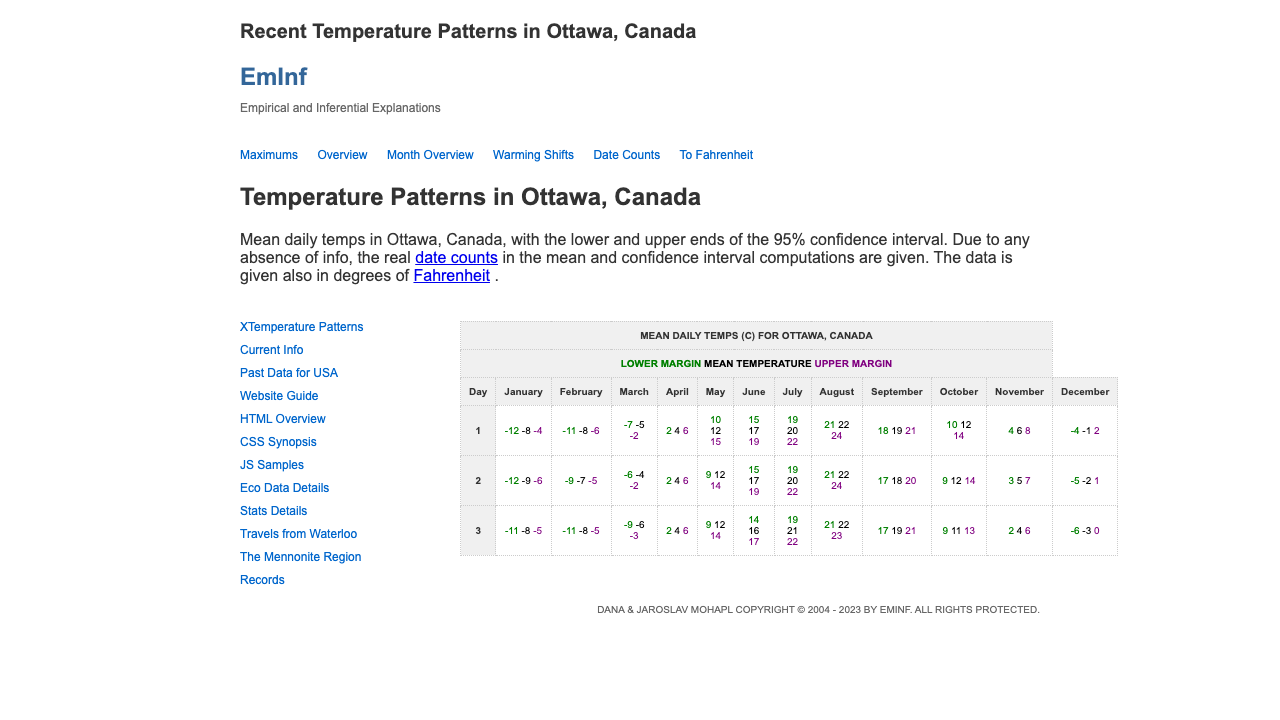 Recent Temperature Patterns in Ottawa, Canada
EmInf
Empirical and Inferential Explanations
Maximums Overview Month Overview Warming Shifts Date Counts To Fahrenheit
Temperature Patterns in Ottawa, Canada
Mean daily temps in Ottawa, Canada, with the lower and upper ends of the 95% confidence interval. Due to any
absence of info, the real date counts in the mean and confidence interval computations are given. The data is
given also in degrees of Fahrenheit .
XTemperature Patterns
Current Info
Past Data for USA
Website Guide
HTML Overview
CSS Synopsis
JS Samples
Eco Data Details
Stats Details
Travels from Waterloo
The Mennonite Region
Records
MEAN DAILY TEMPS (C) FOR OTTAWA, CANADA
LOWER MARGIN MEAN TEMPERATURE UPPER MARGIN
Day January February March April May June July August September October November December
1 -12 -8 -4 -11 -8 -6 -7 -5 -2 2 4 6 10 12 15 15 17 19 19 20 22 21 22 24 18 19 21 10 12 14 4 6 8 -4 -1 2
2 -12 -9 -6 -9 -7 -5 -6 -4 -2 2 4 6 9 12 14 15 17 19 19 20 22 21 22 24 17 18 20 9 12 14 3 5 7 -5 -2 1
3 -11 -8 -5 -11 -8 -5 -9 -6 -3 2 4 6 9 12 14 14 16 17 19 21 22 21 22 23 17 19 21 9 11 13 2 4 6 -6 -3 0
DANA & JAROSLAV MOHAPL COPYRIGHT © 2004 - 2023 BY EMINF. ALL RIGHTS PROTECTED.